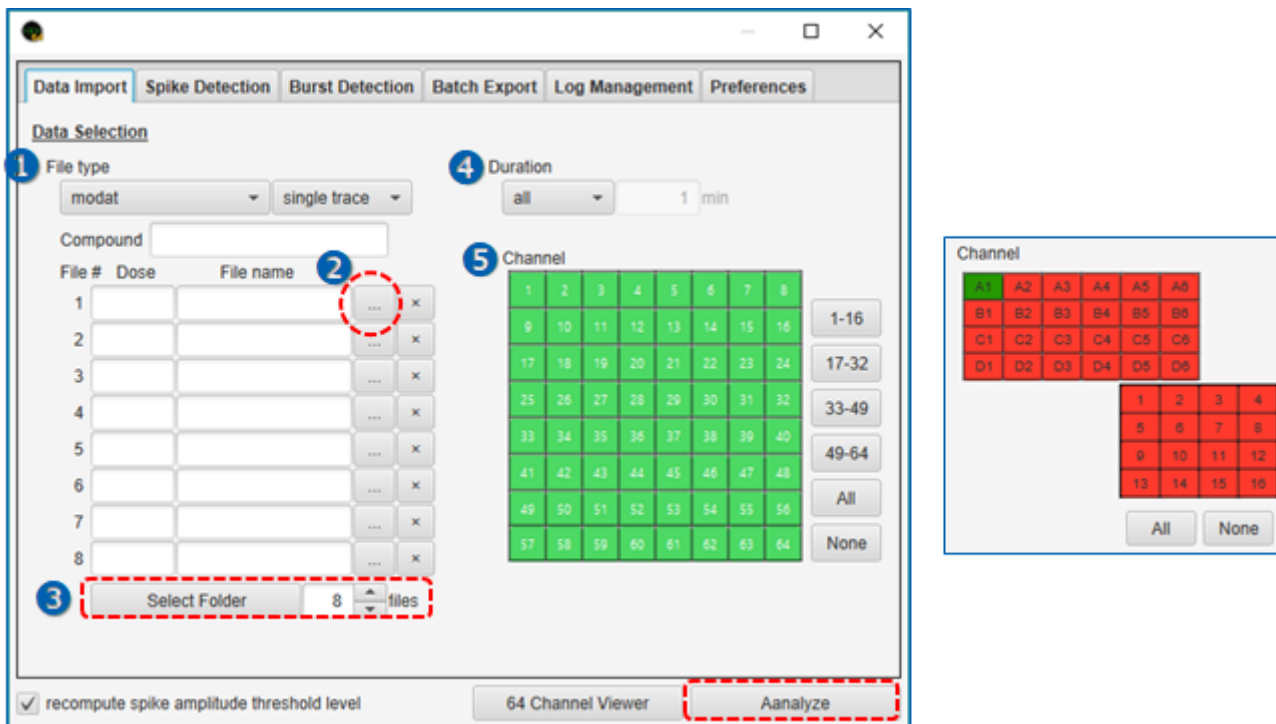 Data Import Spike Detection Burst Detection Batch Export Log Management Preferences
Data Selection
1 File type
modat single trace
Compound
File # Dose File name 2
1 .... ×
2 .... ×
3 .... ×
4 .... ×
5 .... ×
6 .... ×
7 .... ×
8 .... ×
3 Select Folder 8 files
4 Duration
all 1 min
5 Channel
1 2 3 4 5 6 7 8
9 10 11 12 13 14 15 16
17 18 19 20 21 22 23 24
25 26 27 28 29 30 31 32
33 34 35 36 37 38 39 40
41 42 43 44 45 46 47 48
49 50 51 52 53 54 55 56
57 58 59 60 61 62 63 64
1-16
17-32
33-49
49-64
All
None
recompute spike amplitude threshold level 64 Channel Viewer Aanalyze
Channel
A1 A2 A3 A4 A5 A6
B1 B2 B3 B4 B5 B6
C1 C2 C3 C4 C5 C6
D1 D2 D3 D4 D5 D6
1 2 3 4
5 6 7 8
9 10 11 12
13 14 15 16
All None